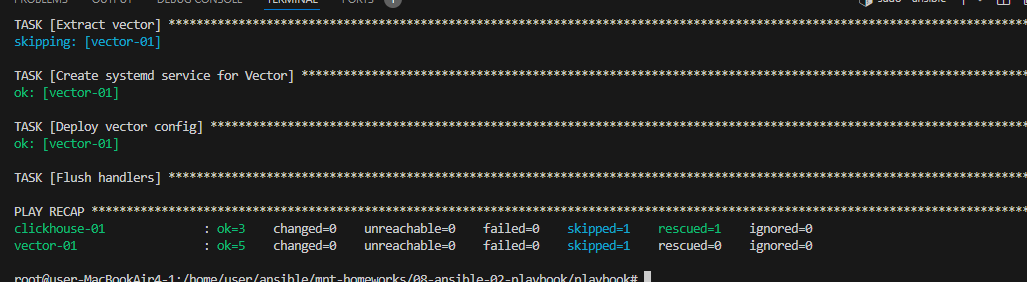 PROBLEMS OUTPUT DEBUG CONSOLE TERMINAL PORTS 1 sudo - ansible
TASK [Extract vector] ****************************************************************************************************************************
skipping: [vector-01]
TASK [Create systemd service for Vector] *********************************************************************************************************
ok: [vector-01]
TASK [Deploy vector config] **********************************************************************************************************************
ok: [vector-01]
TASK [Flush handlers] ****************************************************************************************************************************
PLAY RECAP ***************************************************************************************************************************************
clickhouse-01 : ok=3 changed=0 unreachable=0 failed=0 skipped=1 rescued=1 ignored=0
vector-01 : ok=5 changed=0 unreachable=0 failed=0 skipped=1 rescued=0 ignored=0
root@user-MacBookAir4-1:/home/user/ansible/mnt-homeworks/08-ansible-02-playbook/playbook#